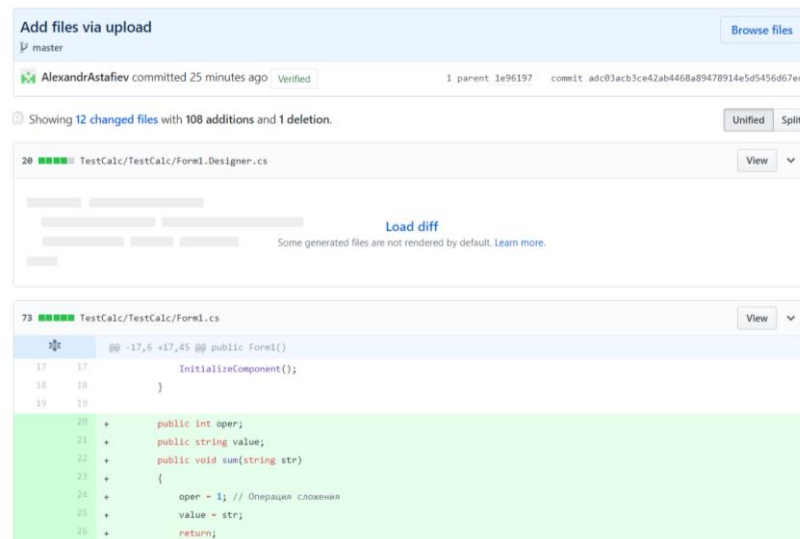 Add files via upload
Browse files
master
AlexandrAstafiev committed 25 minutes ago Verified
1 parent 1e96197 commit adc03acb3ce42ab4468a89478914e5d5456d67e
Showing 12 changed files with 108 additions and 1 deletion.
Unified Split
20 TestCalc/TestCalc/Form1.Designer.cs View
Load diff
Some generated files are not rendered by default. Learn more.
73 TestCalc/TestCalc/Form1.cs View
@@ -17,6 +17,45 @@ public Form1()
17 17 InitializeComponent();
18 18 }
19 19
20 + public int oper;
21 + public string value;
22 + public void sum(string str)
23 + {
24 + oper = 1; // Операция сложения
25 + value = str;
26 + return;